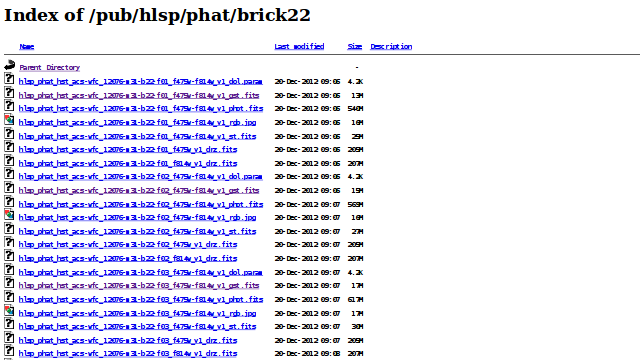 Index of /pub/hlsp/phat/brick22
Name Last modified Size Description
Parent Directory -
hlsp_phat_hst_acs-wfc_12076-m31-b22-f01_f475w-f814w_v1_dol.param 20-Dec-2012 09:06 4.2K
hlsp_phat_hst_acs-wfc_12076-m31-b22-f01_f475w-f814w_v1_gst.fits 20-Dec-2012 09:06 13M
hlsp_phat_hst_acs-wfc_12076-m31-b22-f01_f475w-f814w_v1_phot.fits 20-Dec-2012 09:06 540M
hlsp_phat_hst_acs-wfc_12076-m31-b22-f01_f475w-f814w_v1_rgb.jpg 20-Dec-2012 09:06 16M
hlsp_phat_hst_acs-wfc_12076-m31-b22-f01_f475w-f814w_v1_st.fits 20-Dec-2012 09:06 25M
hlsp_phat_hst_acs-wfc_12076-m31-b22-f01_f475w_v1_drz.fits 20-Dec-2012 09:06 205M
hlsp_phat_hst_acs-wfc_12076-m31-b22-f01_f814w_v1_drz.fits 20-Dec-2012 09:06 207M
hlsp_phat_hst_acs-wfc_12076-m31-b22-f02_f475w-f814w_v1_dol.param 20-Dec-2012 09:06 4.2K
hlsp_phat_hst_acs-wfc_12076-m31-b22-f02_f475w-f814w_v1_gst.fits 20-Dec-2012 09:06 15M
hlsp_phat_hst_acs-wfc_12076-m31-b22-f02_f475w-f814w_v1_phot.fits 20-Dec-2012 09:07 565M
hlsp_phat_hst_acs-wfc_12076-m31-b22-f02_f475w-f814w_v1_rgb.jpg 20-Dec-2012 09:07 16M
hlsp_phat_hst_acs-wfc_12076-m31-b22-f02_f475w-f814w_v1_st.fits 20-Dec-2012 09:07 27M
hlsp_phat_hst_acs-wfc_12076-m31-b22-f02_f475w_v1_drz.fits 20-Dec-2012 09:07 205M
hlsp_phat_hst_acs-wfc_12076-m31-b22-f02_f814w_v1_drz.fits 20-Dec-2012 09:07 207M
hlsp_phat_hst_acs-wfc_12076-m31-b22-f03_f475w-f814w_v1_dol.param 20-Dec-2012 09:07 4.2K
hlsp_phat_hst_acs-wfc_12076-m31-b22-f03_f475w-f814w_v1_gst.fits 20-Dec-2012 09:07 17M
hlsp_phat_hst_acs-wfc_12076-m31-b22-f03_f475w-f814w_v1_phot.fits 20-Dec-2012 09:07 617M
hlsp_phat_hst_acs-wfc_12076-m31-b22-f03_f475w-f814w_v1_rgb.jpg 20-Dec-2012 09:07 17M
hlsp_phat_hst_acs-wfc_12076-m31-b22-f03_f475w-f814w_v1_st.fits 20-Dec-2012 09:07 30M
hlsp_phat_hst_acs-wfc_12076-m31-b22-f03_f475w_v1_drz.fits 20-Dec-2012 09:07 205M
hlsp_phat_hst_acs-wfc_12076-m31-b22-f03_f814w_v1_drz.fits 20-Dec-2012 09:08 207M